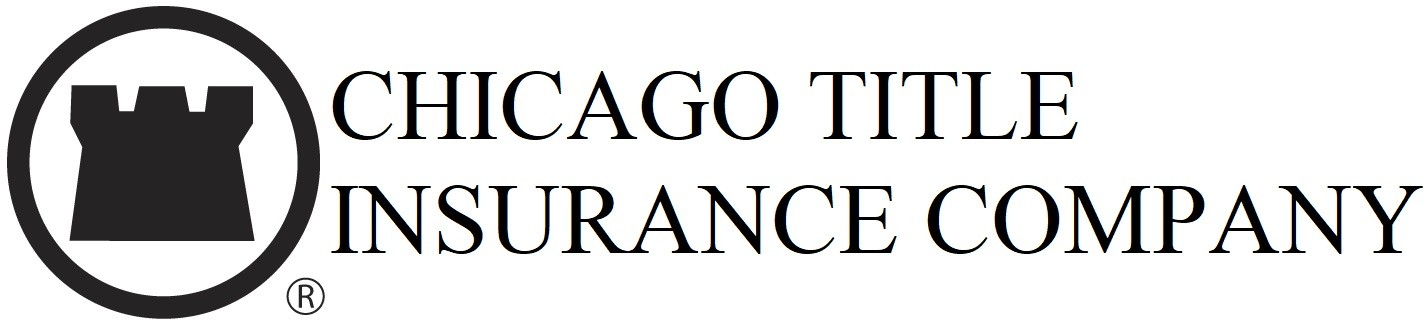 CHICAGO TITLE
INSURANCE COMPANY
®